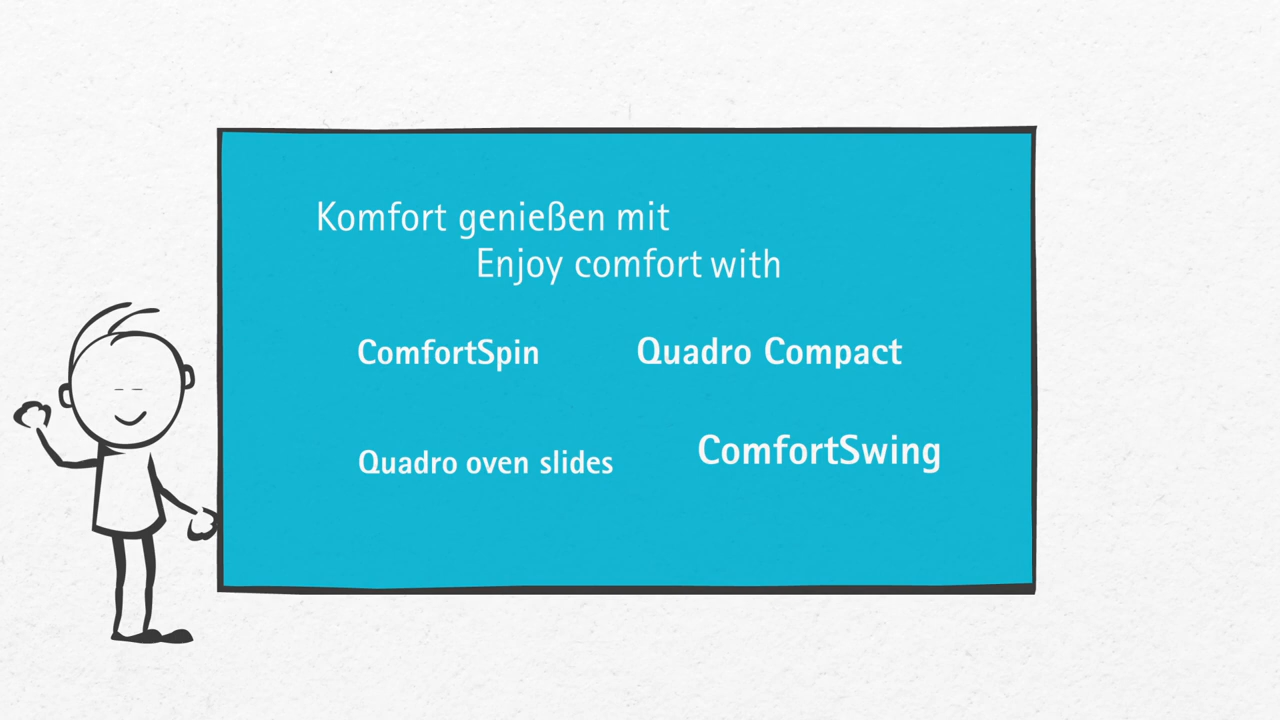 Komfort genießen mit
Enjoy comfort with
ComfortSpin
Quadro Compact
Quadro oven slides
ComfortSwing